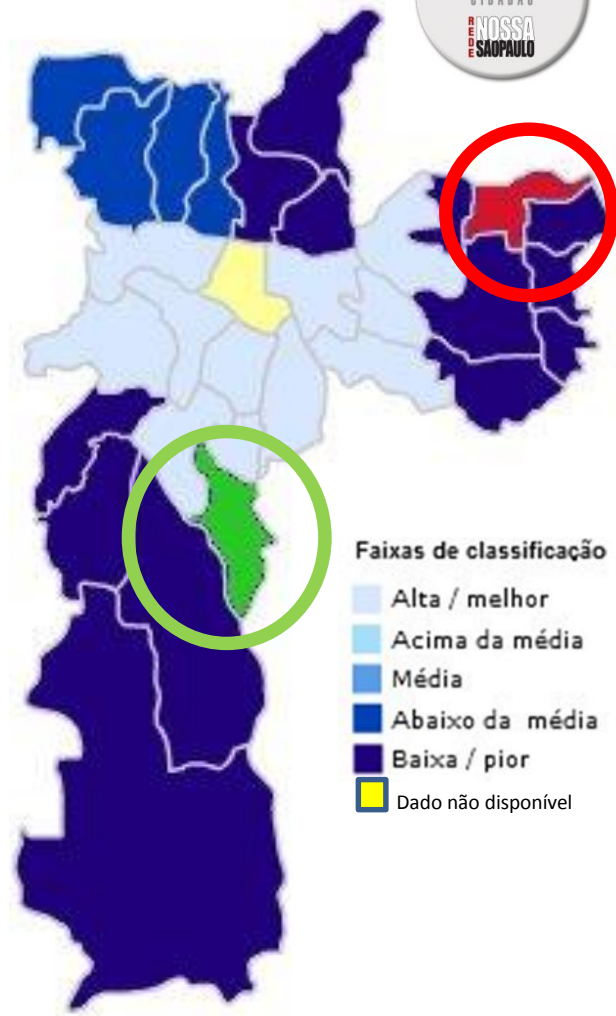 CIDADÃO
REDE NOSSA
SÃOPAULO
Faixas de classificação
Alta / melhor
Acima da média
Média
Abaixo da média
Baixa / pior
Dado não disponível